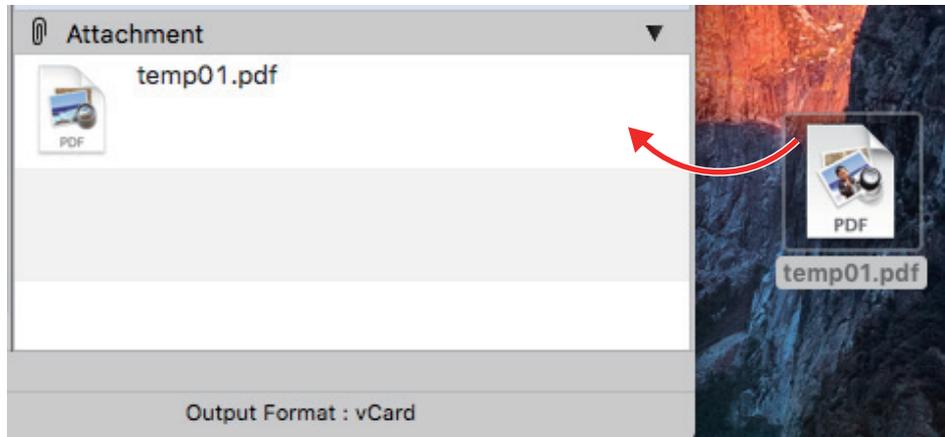 Attachment
temp01.pdf
PDF
PDF
temp01.pdf
Output Format : vCard